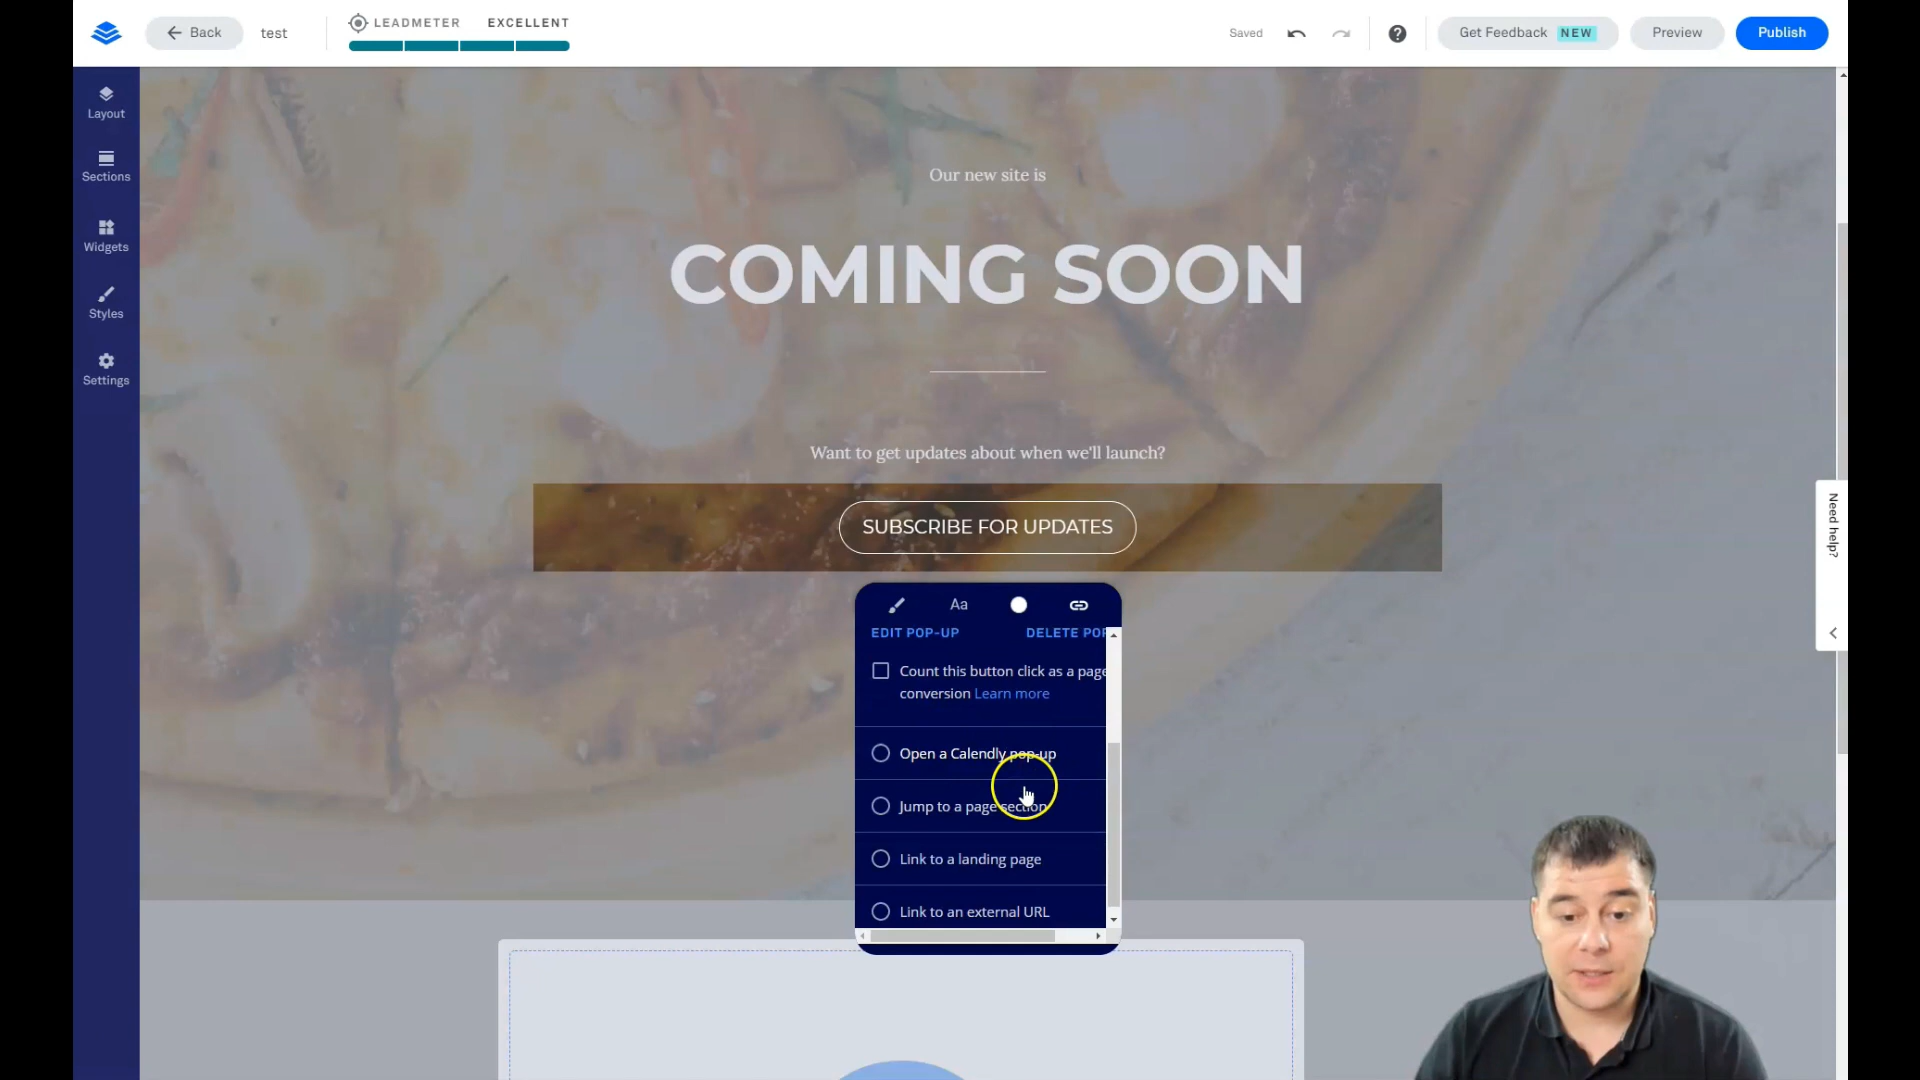 Back
test
LEADMETER EXCELLENT
Saved
Get Feedback NEW
Preview
Publish
Layout
Sections
Widgets
Styles
Settings
Our new site is
COMING SOON
Want to get updates about when we'll launch?
SUBSCRIBE FOR UPDATES
Aa
EDIT POP-UP DELETE POP
Count this button click as a page
conversion Learn more
Open a Calendly pop-up
Jump to a page section
Link to a landing page
Link to an external URL
Need help?